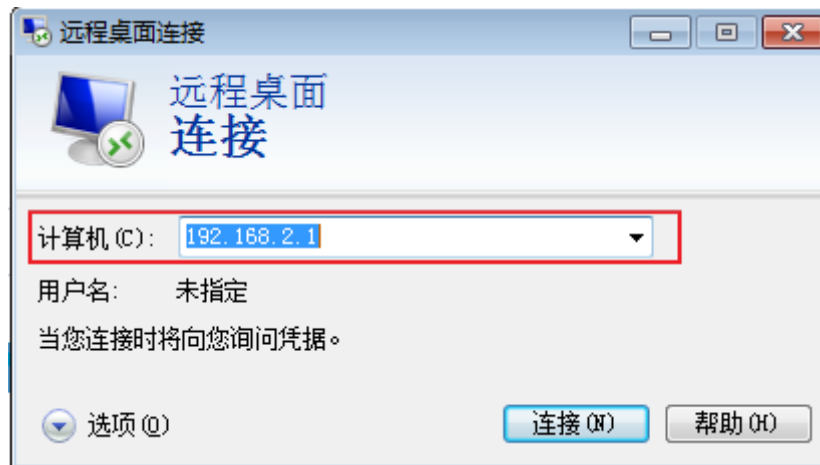 远程桌面连接
远程桌面
连接
计算机(C): 192.168.2.1
用户名: 未指定
当您连接时将向您询问凭据。
选项(O) 连接(N) 帮助(H)